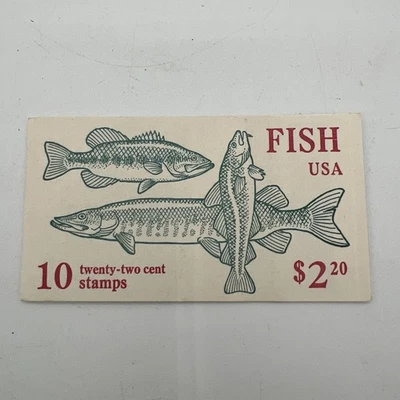 FISH
USA
10 twenty-two cent
stamps
$2.20